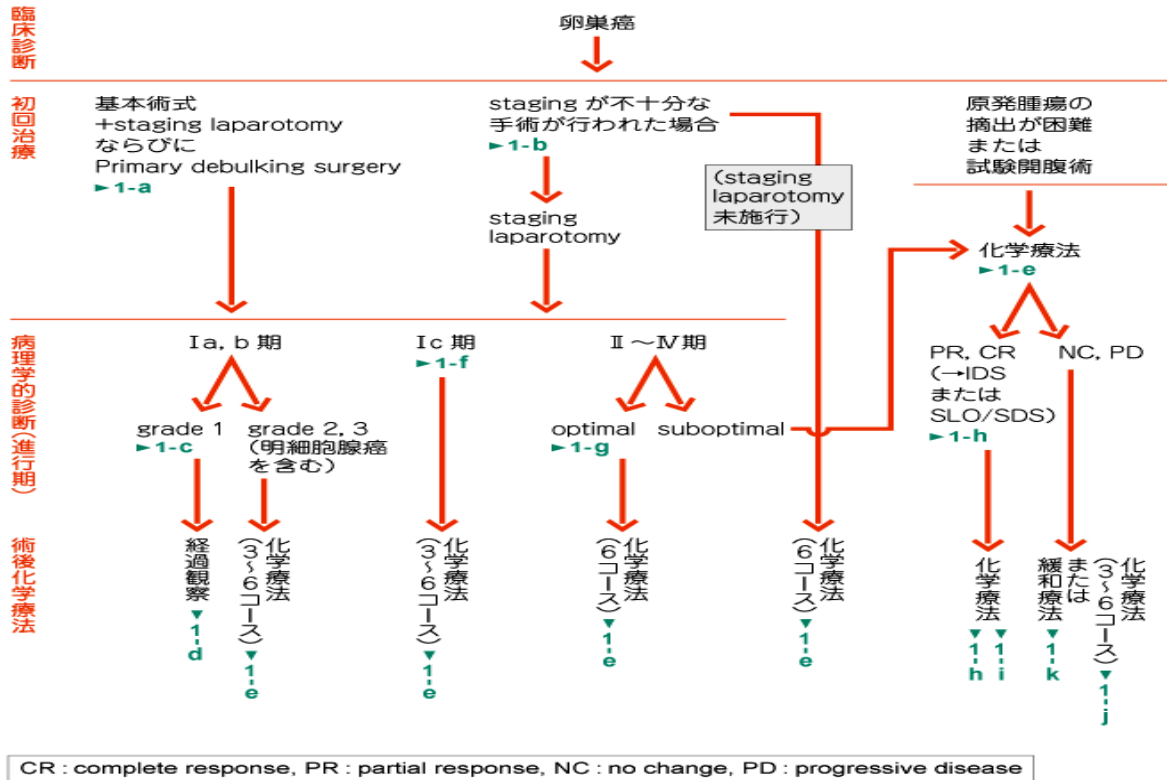 臨床診断
卵巣癌
初回治療
基本術式
+staging laparotomy
ならびに
Primary debulking surgery
►1-a
staging が不十分な
手術が行われた場合
►1-b
staging
laparotomy
(staging
laparotomy
未施行)
原発腫瘍の
摘出が困難
または
試験開腹術
化学療法
►1-e
病理学的診断(進行期)
Ⅰa, b 期
Ⅰc 期
►1-f
Ⅱ～Ⅳ期
PR, CR
(→IDS
または
SLO/SDS)
►1-h
NC, PD
grade 1
►1-c
grade 2, 3
(明細胞腺癌
を含む)
optimal
►1-g
suboptimal
術後化学療法
経過観察 ▼1-d
化学療法
(3～6コース) ▼1-e
化学療法
(3～6コース) ▼1-e
化学療法
(6コース) ▼1-e
化学療法
(6コース) ▼1-e
化学療法 ▼1-h ▼1-i
化学療法
(3～6コース) ▼1-j
または
緩和療法 ▼1-k
CR : complete response, PR : partial response, NC : no change, PD : progressive disease